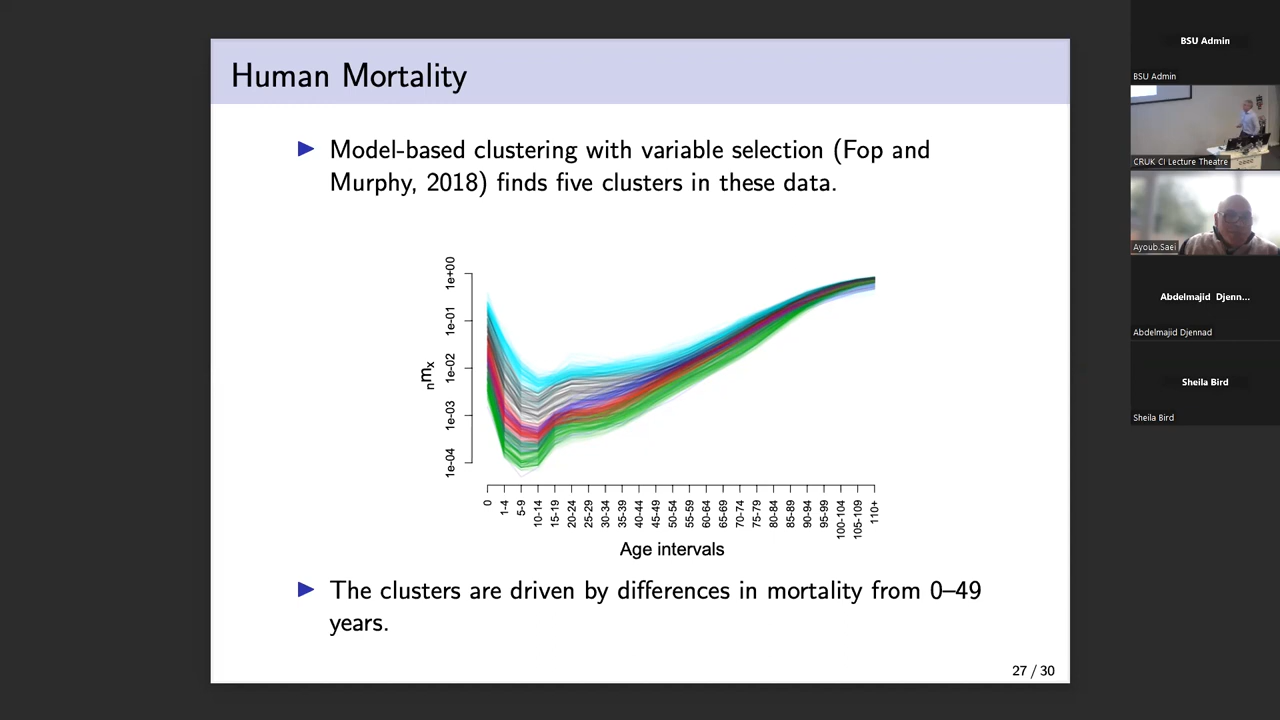 Human Mortality
▶ Model-based clustering with variable selection (Fop and
Murphy, 2018) finds five clusters in these data.
1e+00
1e-01
1e-02
1e-03
1e-04
nmx
0
1-4
5-9
10-14
15-19
20-24
25-29
30-34
35-39
40-44
45-49
50-54
55-59
60-64
65-69
70-74
75-79
80-84
85-89
90-94
95-99
100-104
105-109
110+
Age intervals
▶ The clusters are driven by differences in mortality from 0–49
years.
27 / 30
BSU Admin
BSU Admin
CRUK CI Lecture Theatre
Ayoub.Saei
Abdelmajid Djenn...
Abdelmajid Djennad
Sheila Bird
Sheila Bird